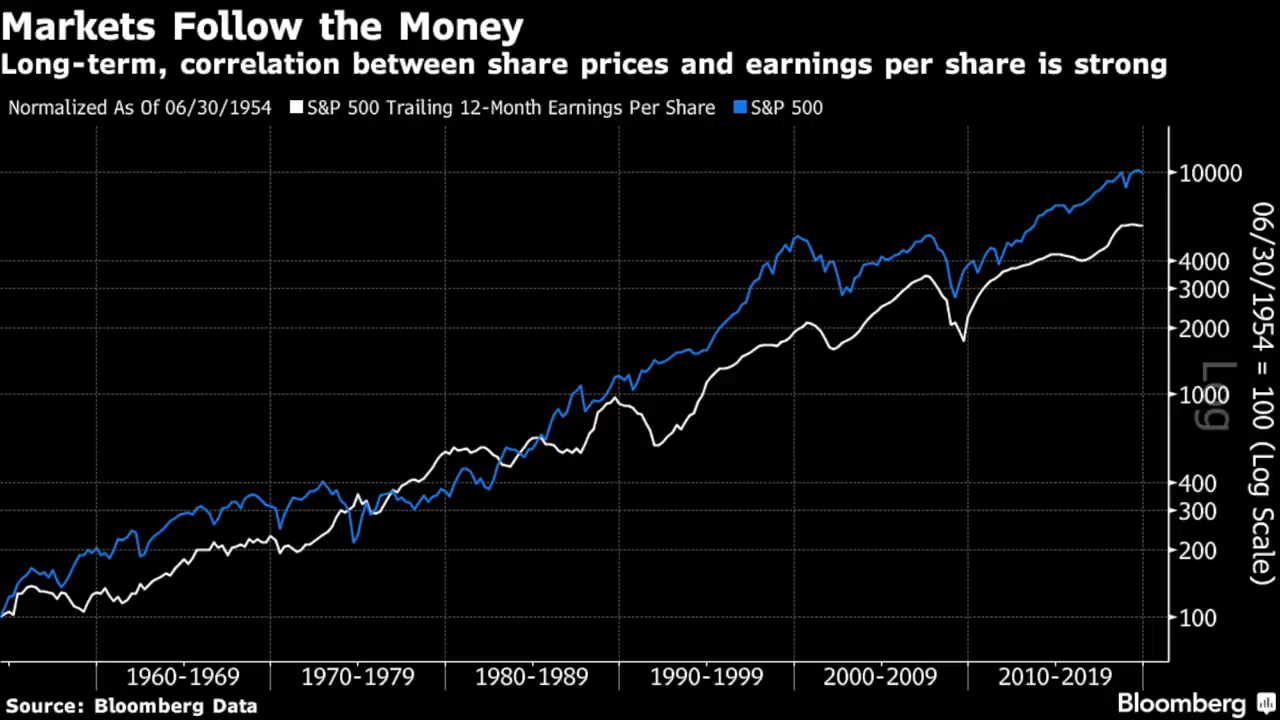 Markets Follow the Money
Long-term, correlation between share prices and earnings per share is strong
Normalized As Of 06/30/1954 S&P 500 Trailing 12-Month Earnings Per Share S&P 500
10000
4000
3000
2000
1000
400
300
200
100
Log
06/30/1954 = 100 (Log Scale)
1960-1969 1970-1979 1980-1989 1990-1999 2000-2009 2010-2019
Source: Bloomberg Data
Bloomberg